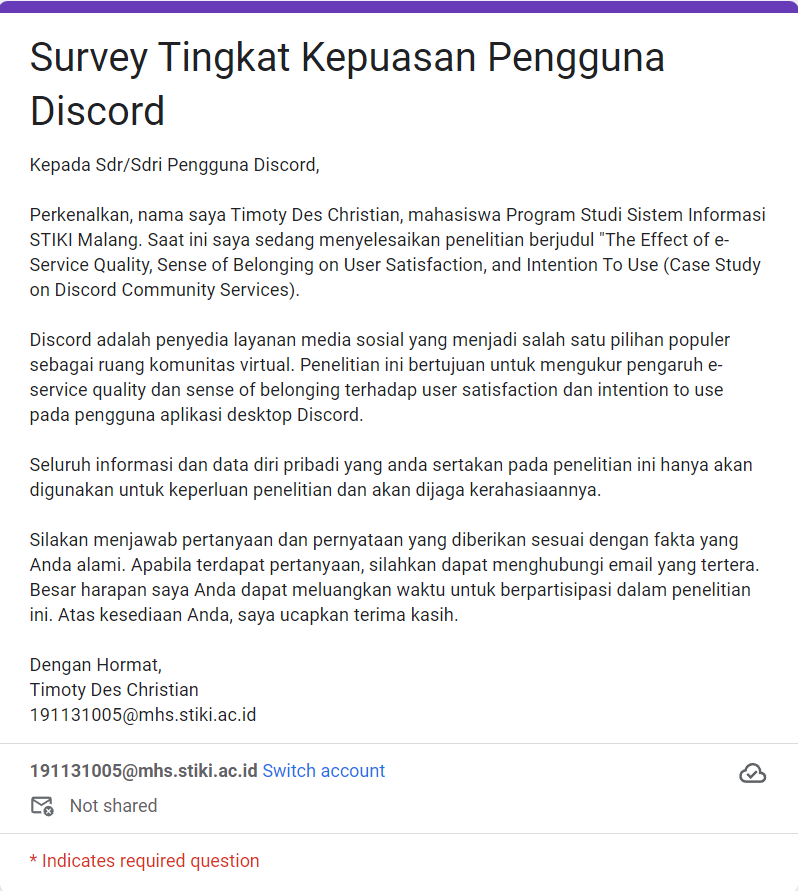 Survey Tingkat Kepuasan Pengguna
Discord
Kepada Sdr/Sdri Pengguna Discord,
Perkenalkan, nama saya Timoty Des Christian, mahasiswa Program Studi Sistem Informasi
STIKI Malang. Saat ini saya sedang menyelesaikan penelitian berjudul "The Effect of e-
Service Quality, Sense of Belonging on User Satisfaction, and Intention To Use (Case Study
on Discord Community Services).
Discord adalah penyedia layanan media sosial yang menjadi salah satu pilihan populer
sebagai ruang komunitas virtual. Penelitian ini bertujuan untuk mengukur pengaruh e-
service quality dan sense of belonging terhadap user satisfaction dan intention to use
pada pengguna aplikasi desktop Discord.
Seluruh informasi dan data diri pribadi yang anda sertakan pada penelitian ini hanya akan
digunakan untuk keperluan penelitian dan akan dijaga kerahasiaannya.
Silakan menjawab pertanyaan dan pernyataan yang diberikan sesuai dengan fakta yang
Anda alami. Apabila terdapat pertanyaan, silahkan dapat menghubungi email yang tertera.
Besar harapan saya Anda dapat meluangkan waktu untuk berpartisipasi dalam penelitian
ini. Atas kesediaan Anda, saya ucapkan terima kasih.
Dengan Hormat,
Timoty Des Christian
191131005@mhs.stiki.ac.id
191131005@mhs.stiki.ac.id Switch account
Not shared
* Indicates required question